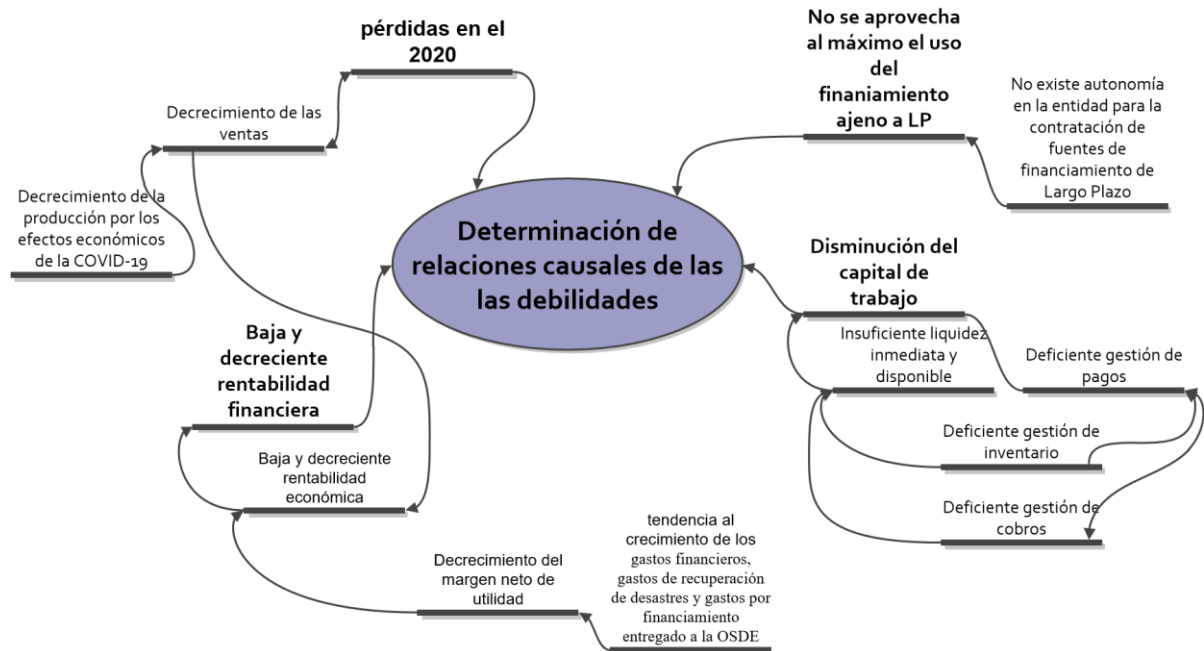 pérdidas en el
2020
Decrecimiento de las
ventas
Decrecimiento de la
producción por los
efectos económicos
de la COVID-19
No se aprovecha
al máximo el uso
del
finaniamiento
ajeno a LP
No existe autonomía
en la entidad para la
contratación de
fuentes de
financiamiento de
Largo Plazo
Determinación de
relaciones causales de las
las debilidades
Disminución del
capital de
trabajo
Insuficiente liquidez
inmediata y
disponible
Deficiente gestión de
pagos
Deficiente gestión de
inventario
Deficiente gestión de
cobros
Baja y
decreciente
rentabilidad
financiera
Baja y decreciente
rentabilidad
económica
Decrecimiento del
margen neto de
utilidad
tendencia al
crecimiento de los
gastos financieros,
gastos de recuperación
de desastres y gastos por
financiamiento
entregado a la OSDE